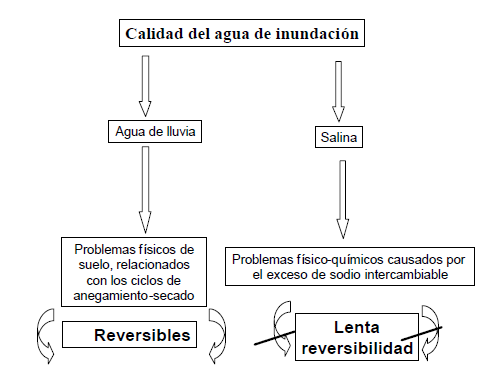 Calidad del agua de inundación
Agua de lluvia
Salina
Problemas físicos de
suelo, relacionados
con los ciclos de
anegamiento-secado
Problemas físico-químicos causados por
el exceso de sodio intercambiable
Reversibles
Lenta
reversibilidad